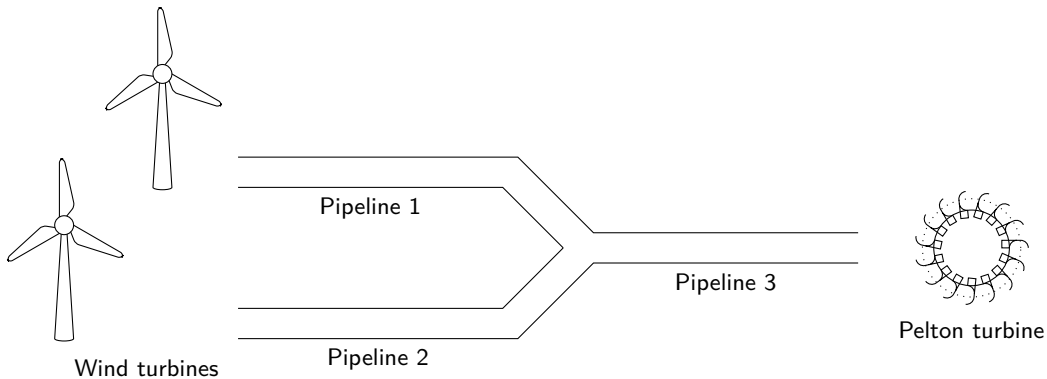 Pipeline 1
Pipeline 3
Pelton turbine
Pipeline 2
Wind turbines